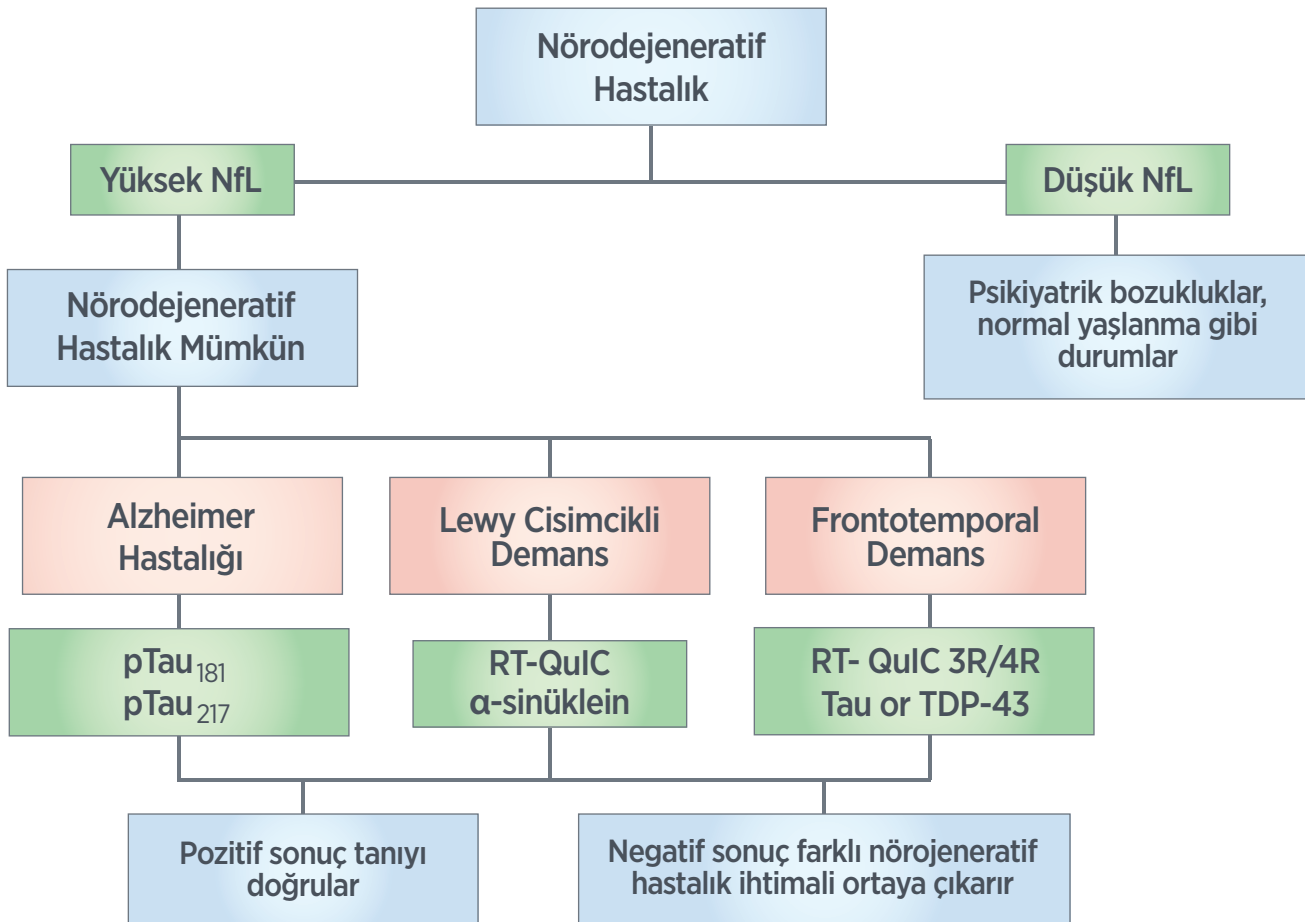 Nörodejeneratif
Hastalık
Yüksek NfL
Düşük NfL
Nörodejeneratif
Hastalık Mümkün
Psikiyatrik bozukluklar,
normal yaşlanma gibi
durumlar
Alzheimer
Hastalığı
Lewy Cisimcikli
Demans
Frontotemporal
Demans
pTau181
pTau217
RT-QuIC
α-sinüklein
RT- QuIC 3R/4R
Tau or TDP-43
Pozitif sonuç tanıyı
doğrular
Negatif sonuç farklı nörojeneratif
hastalık ihtimali ortaya çıkarır